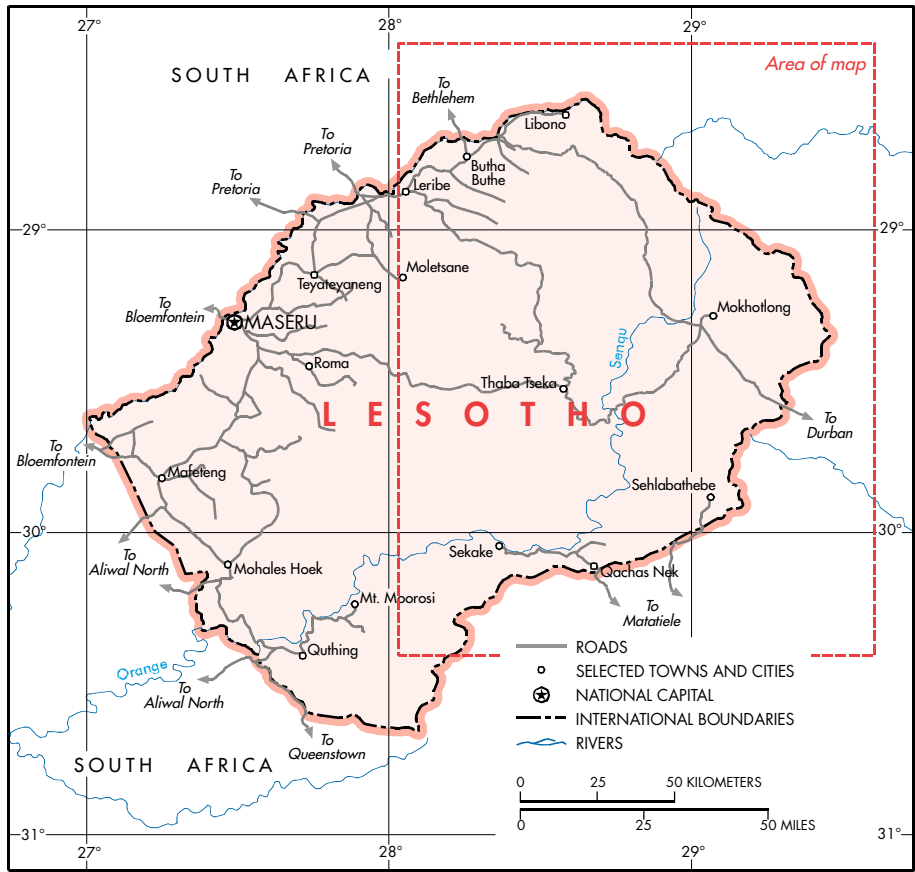 27°
28°
29°
SOUTH AFRICA
Area of map
To
Bethlehem
Libono
To
Pretoria
Butha
Buthe
To
Pretoria
Leribe
29°
29°
Moletsane
Teyateyaneng
To
Bloemfontein
MASERU
Mokhotlong
Senqu
Roma
Thaba Tseka
LESOTHO
To
Durban
To
Bloemfontein
Mafeteng
Sehlabathebe
30°
30°
Sekake
To
Aliwal North
Mohales Hoek
Qachas Nek
Mt. Moorosi
To
Matatiele
Quthing
ROADS
Orange
SELECTED TOWNS AND CITIES
To
Aliwal North
NATIONAL CAPITAL
INTERNATIONAL BOUNDARIES
To
Queenstown
RIVERS
SOUTH AFRICA
0 25 50 KILOMETERS
0 25 50 MILES
31°
31°
27°
28°
29°